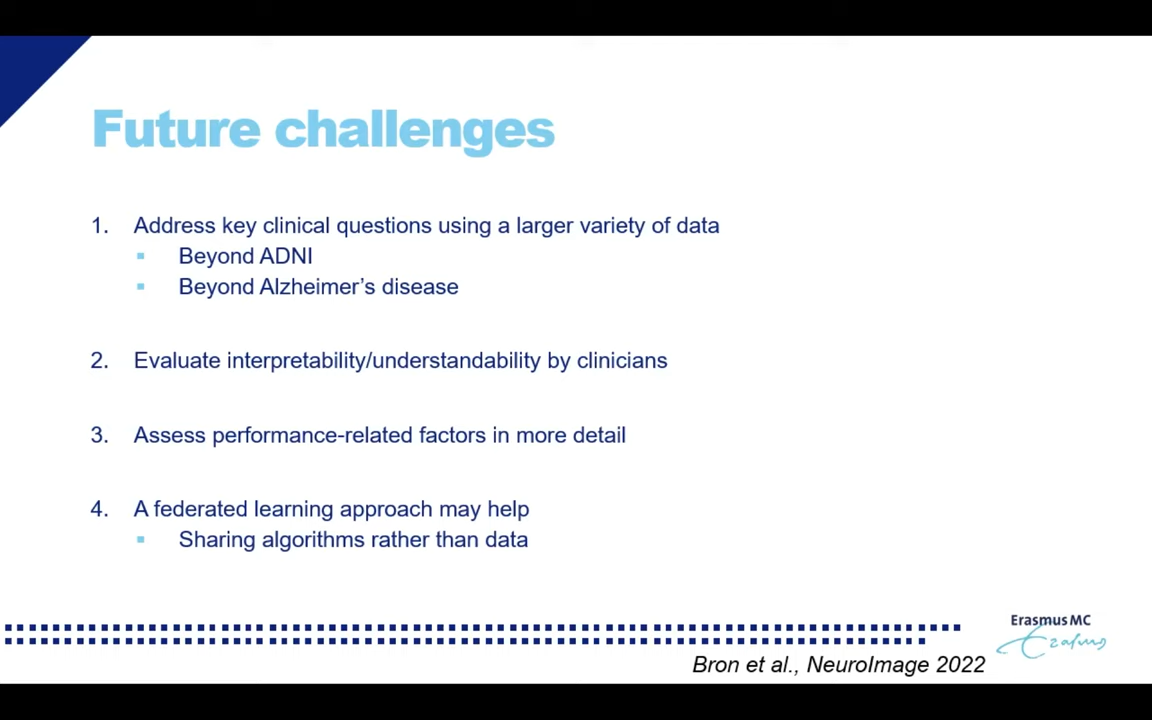 Future challenges
1. Address key clinical questions using a larger variety of data
▪ Beyond ADNI
▪ Beyond Alzheimer’s disease
2. Evaluate interpretability/understandability by clinicians
3. Assess performance-related factors in more detail
4. A federated learning approach may help
▪ Sharing algorithms rather than data
Erasmus MC
Erasmus
Bron et al., NeuroImage 2022